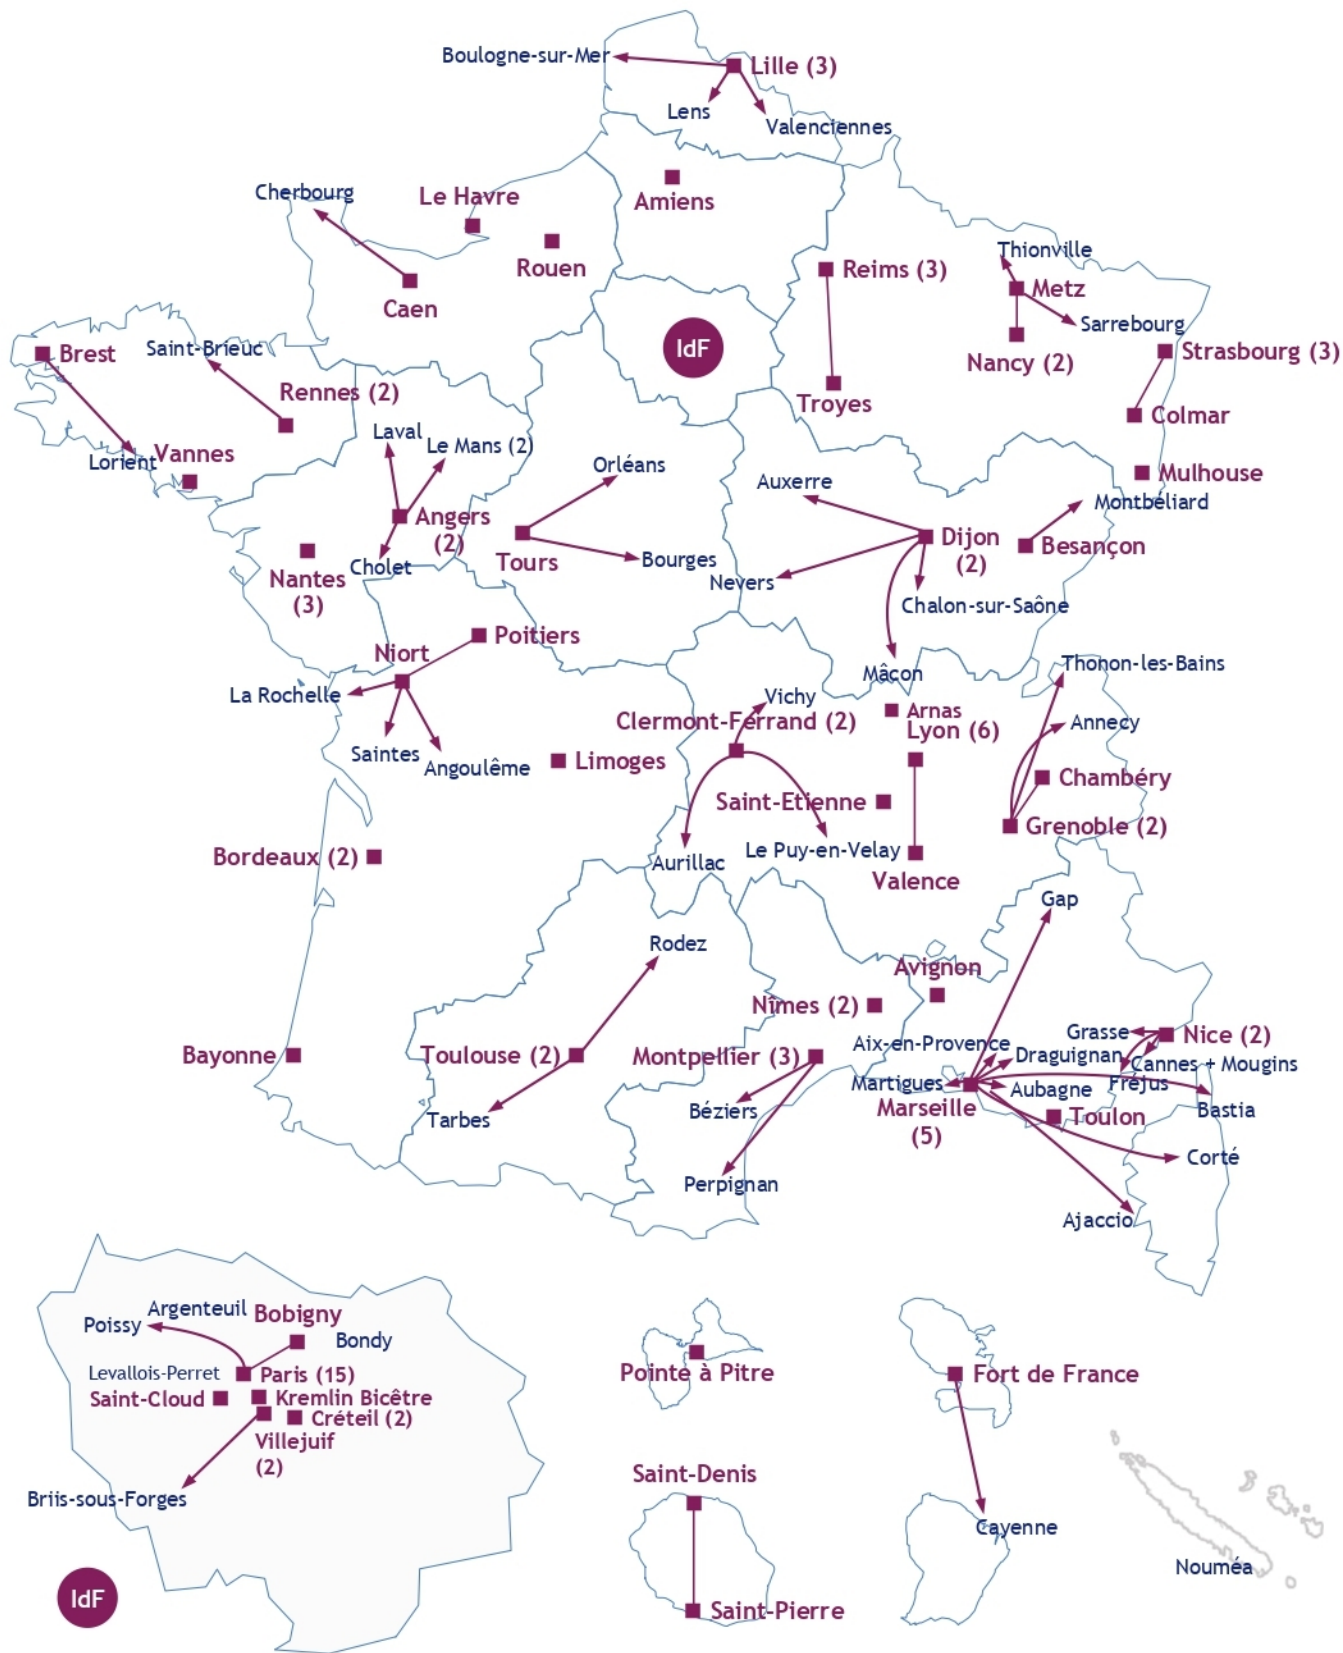 Boulogne-sur-Mer
Lille (3)
Lens
Valenciennes
Cherbourg
Le Havre
Amiens
Rouen
Caen
Thionville
Reims (3)
Metz
Sarrebourg
Nancy (2)
Strasbourg (3)
IdF
Troyes
Colmar
Brest
Saint-Brieuc
Rennes (2)
Vannes
Lorient
Laval
Le Mans (2)
Mulhouse
Orléans
Auxerre
Montbéliard
Angers
(2)
Tours
Bourges
Dijon
(2)
Besançon
Nantes
(3)
Cholet
Nevers
Chalon-sur-Saône
Poitiers
Niort
La Rochelle
Mâcon
Thonon-les-Bains
Vichy
Clermont-Ferrand (2)
Arnas
Lyon (6)
Annecy
Saintes
Angoulême
Limoges
Chambéry
Saint-Etienne
Grenoble (2)
Bordeaux (2)
Aurillac
Le Puy-en-Velay
Valence
Gap
Rodez
Avignon
Nîmes (2)
Bayonne
Toulouse (2)
Montpellier (3)
Aix-en-Provence
Grasse
Nice (2)
Draguignan
Cannes + Mougins
Martigues
Aubagne
Fréjus
Marseille
(5)
Toulon
Bastia
Tarbes
Béziers
Corté
Perpignan
Ajaccio
Poissy
Argenteuil
Bobigny
Bondy
Levallois-Perret
Paris (15)
Saint-Cloud
Kremlin Bicêtre
Créteil (2)
Villejuif
(2)
Briis-sous-Forges
IdF
Pointe à Pitre
Fort de France
Saint-Denis
Cayenne
Nouméa
Saint-Pierre